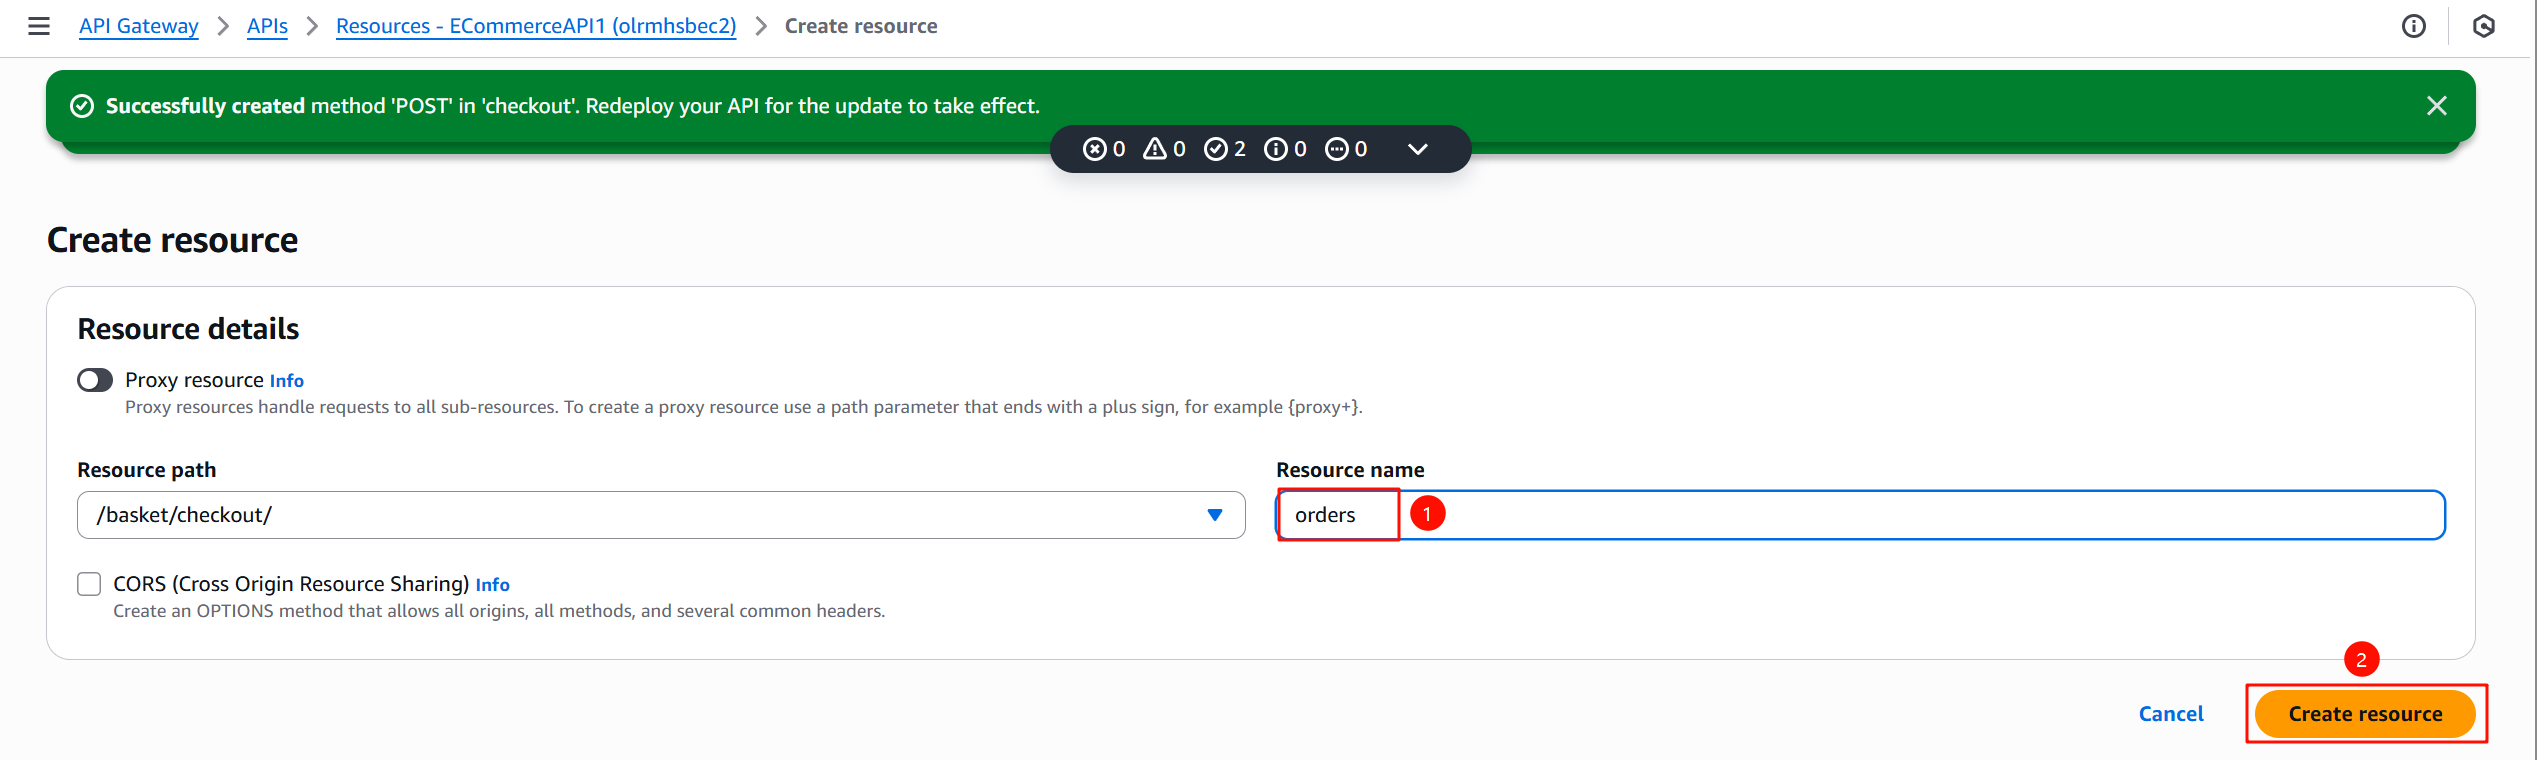 API Gateway > APIs > Resources - ECommerceAPI1 (olrmhsbec2) > Create resource
Successfully created method 'POST' in 'checkout'. Redeploy your API for the update to take effect.
0 0 2 0 0
Create resource
Resource details
Proxy resource Info
Proxy resources handle requests to all sub-resources. To create a proxy resource use a path parameter that ends with a plus sign, for example {proxy+}.
Resource path
/basket/checkout/
Resource name
orders
1
CORS (Cross Origin Resource Sharing) Info
Create an OPTIONS method that allows all origins, all methods, and several common headers.
2
Cancel
Create resource